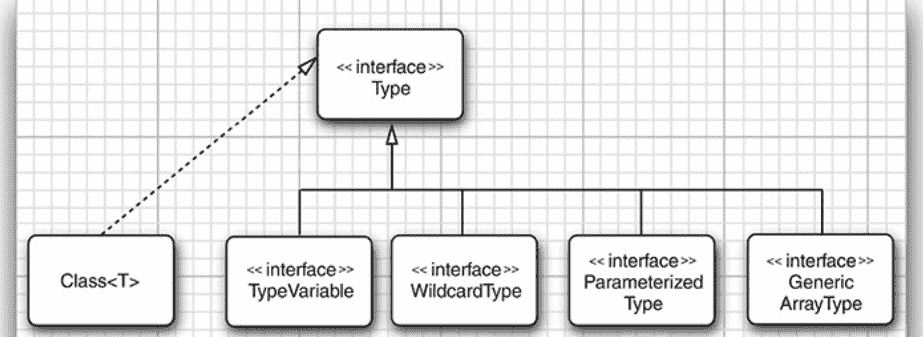 << interface >>
Type
Class<T>
<< interface >>
TypeVariable
<< interface >>
WildcardType
<< interface >>
Parameterized
Type
<< interface >>
Generic
ArrayType